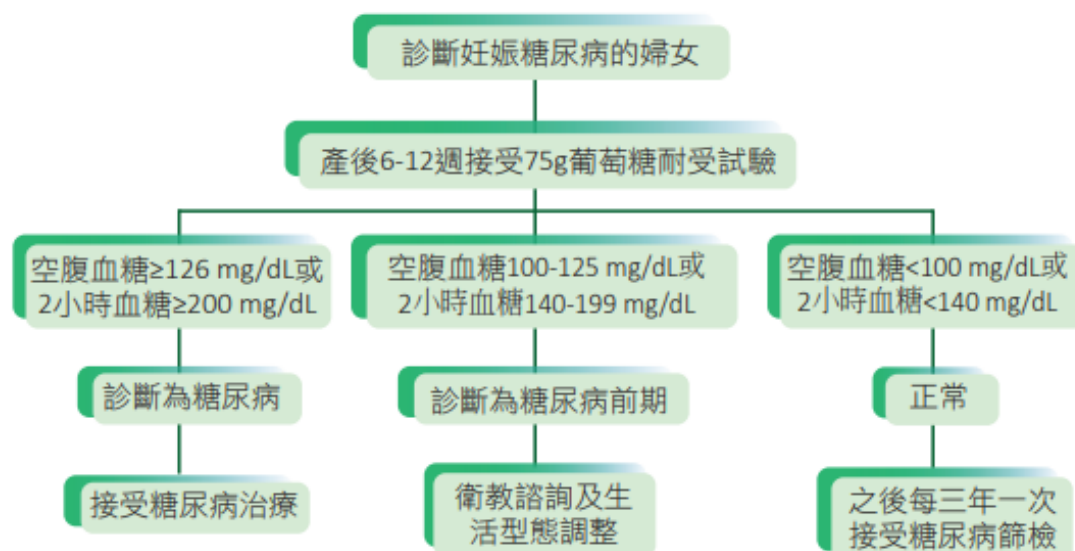 診斷妊娠糖尿病的婦女
產後6-12週接受75g葡萄糖耐受試驗
空腹血糖≥126 mg/dL或
2小時血糖≥200 mg/dL
空腹血糖100-125 mg/dL或
2小時血糖140-199 mg/dL
空腹血糖<100 mg/dL或
2小時血糖<140 mg/dL
診斷為糖尿病
診斷為糖尿病前期
正常
接受糖尿病治療
衛教諮詢及生
活型態調整
之後每三年一次
接受糖尿病篩檢